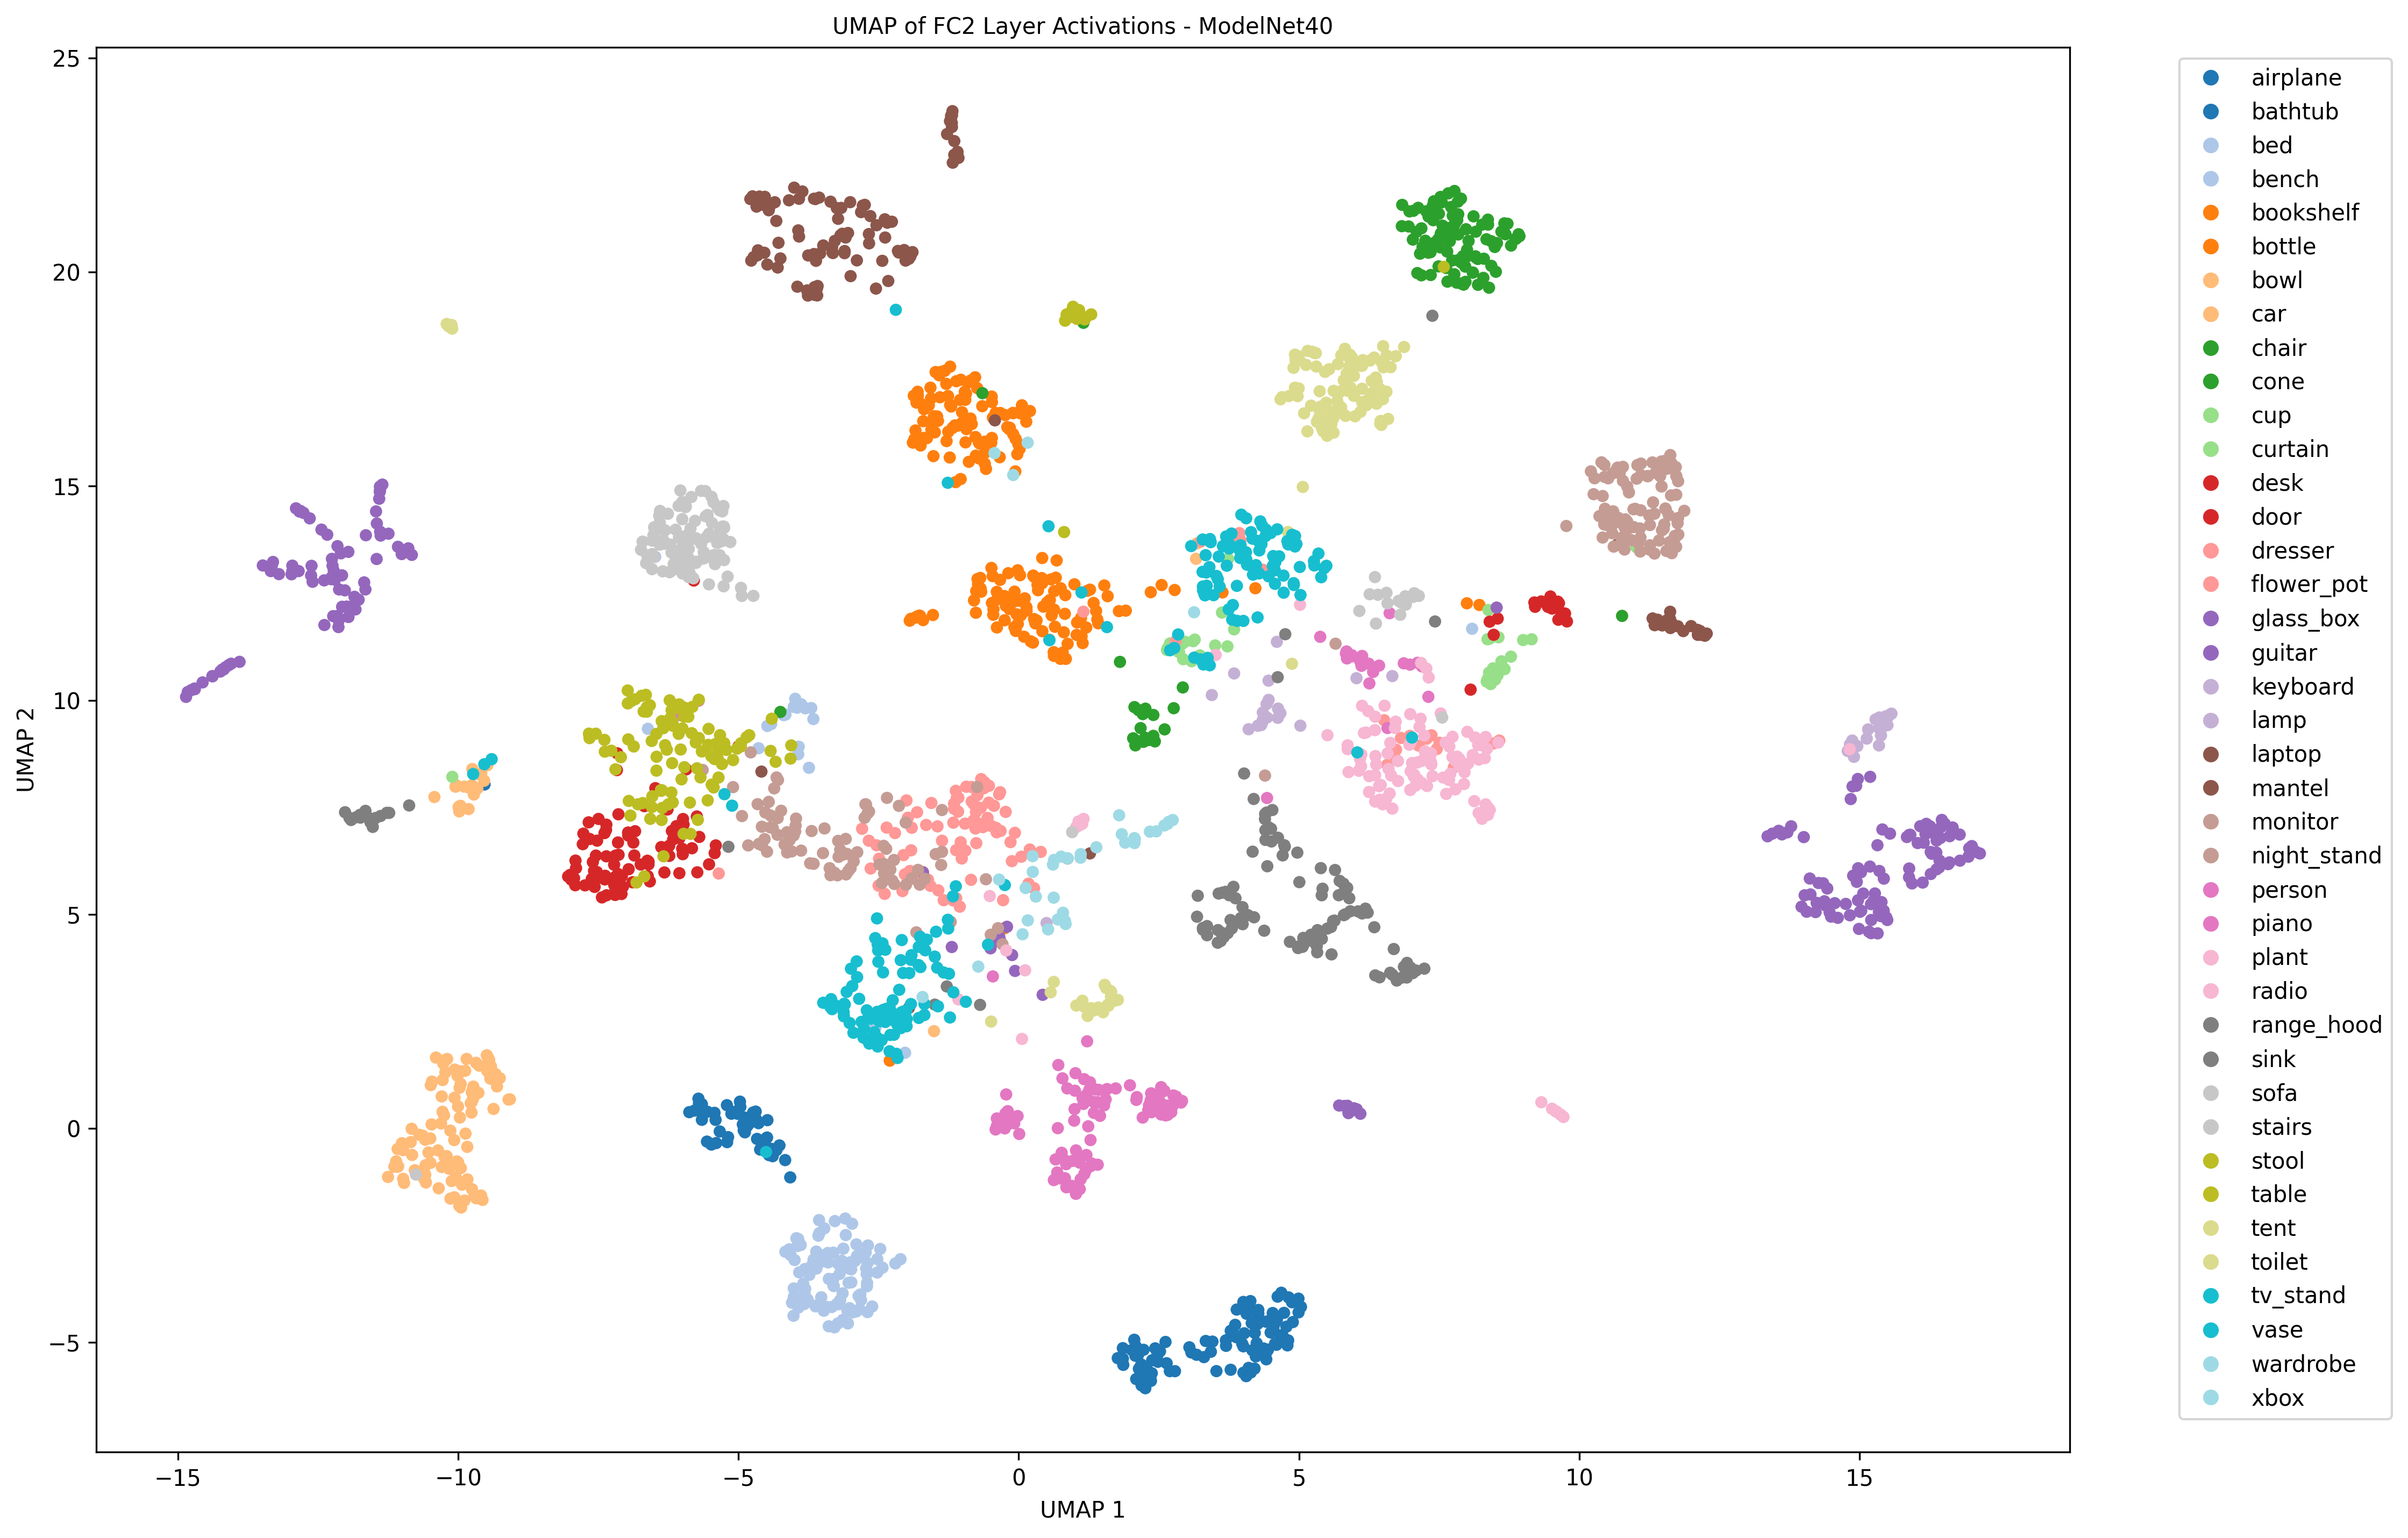 UMAP of FC2 Layer Activations - ModelNet40
25
20
15
10
5
0
−5
UMAP 2
−15
−10
−5
0
5
10
15
UMAP 1
airplane
bathtub
bed
bench
bookshelf
bottle
bowl
car
chair
cone
cup
curtain
desk
door
dresser
flower_pot
glass_box
guitar
keyboard
lamp
laptop
mantel
monitor
night_stand
person
piano
plant
radio
range_hood
sink
sofa
stairs
stool
table
tent
toilet
tv_stand
vase
wardrobe
xbox